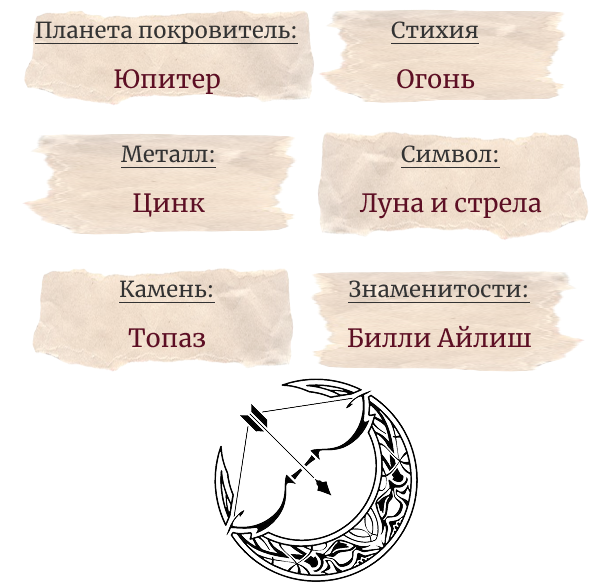 Планета покровитель:
Юпитер
Стихия
Огонь
Металл:
Цинк
Символ:
Луна и стрела
Камень:
Топаз
Знаменитости:
Билли Айлиш